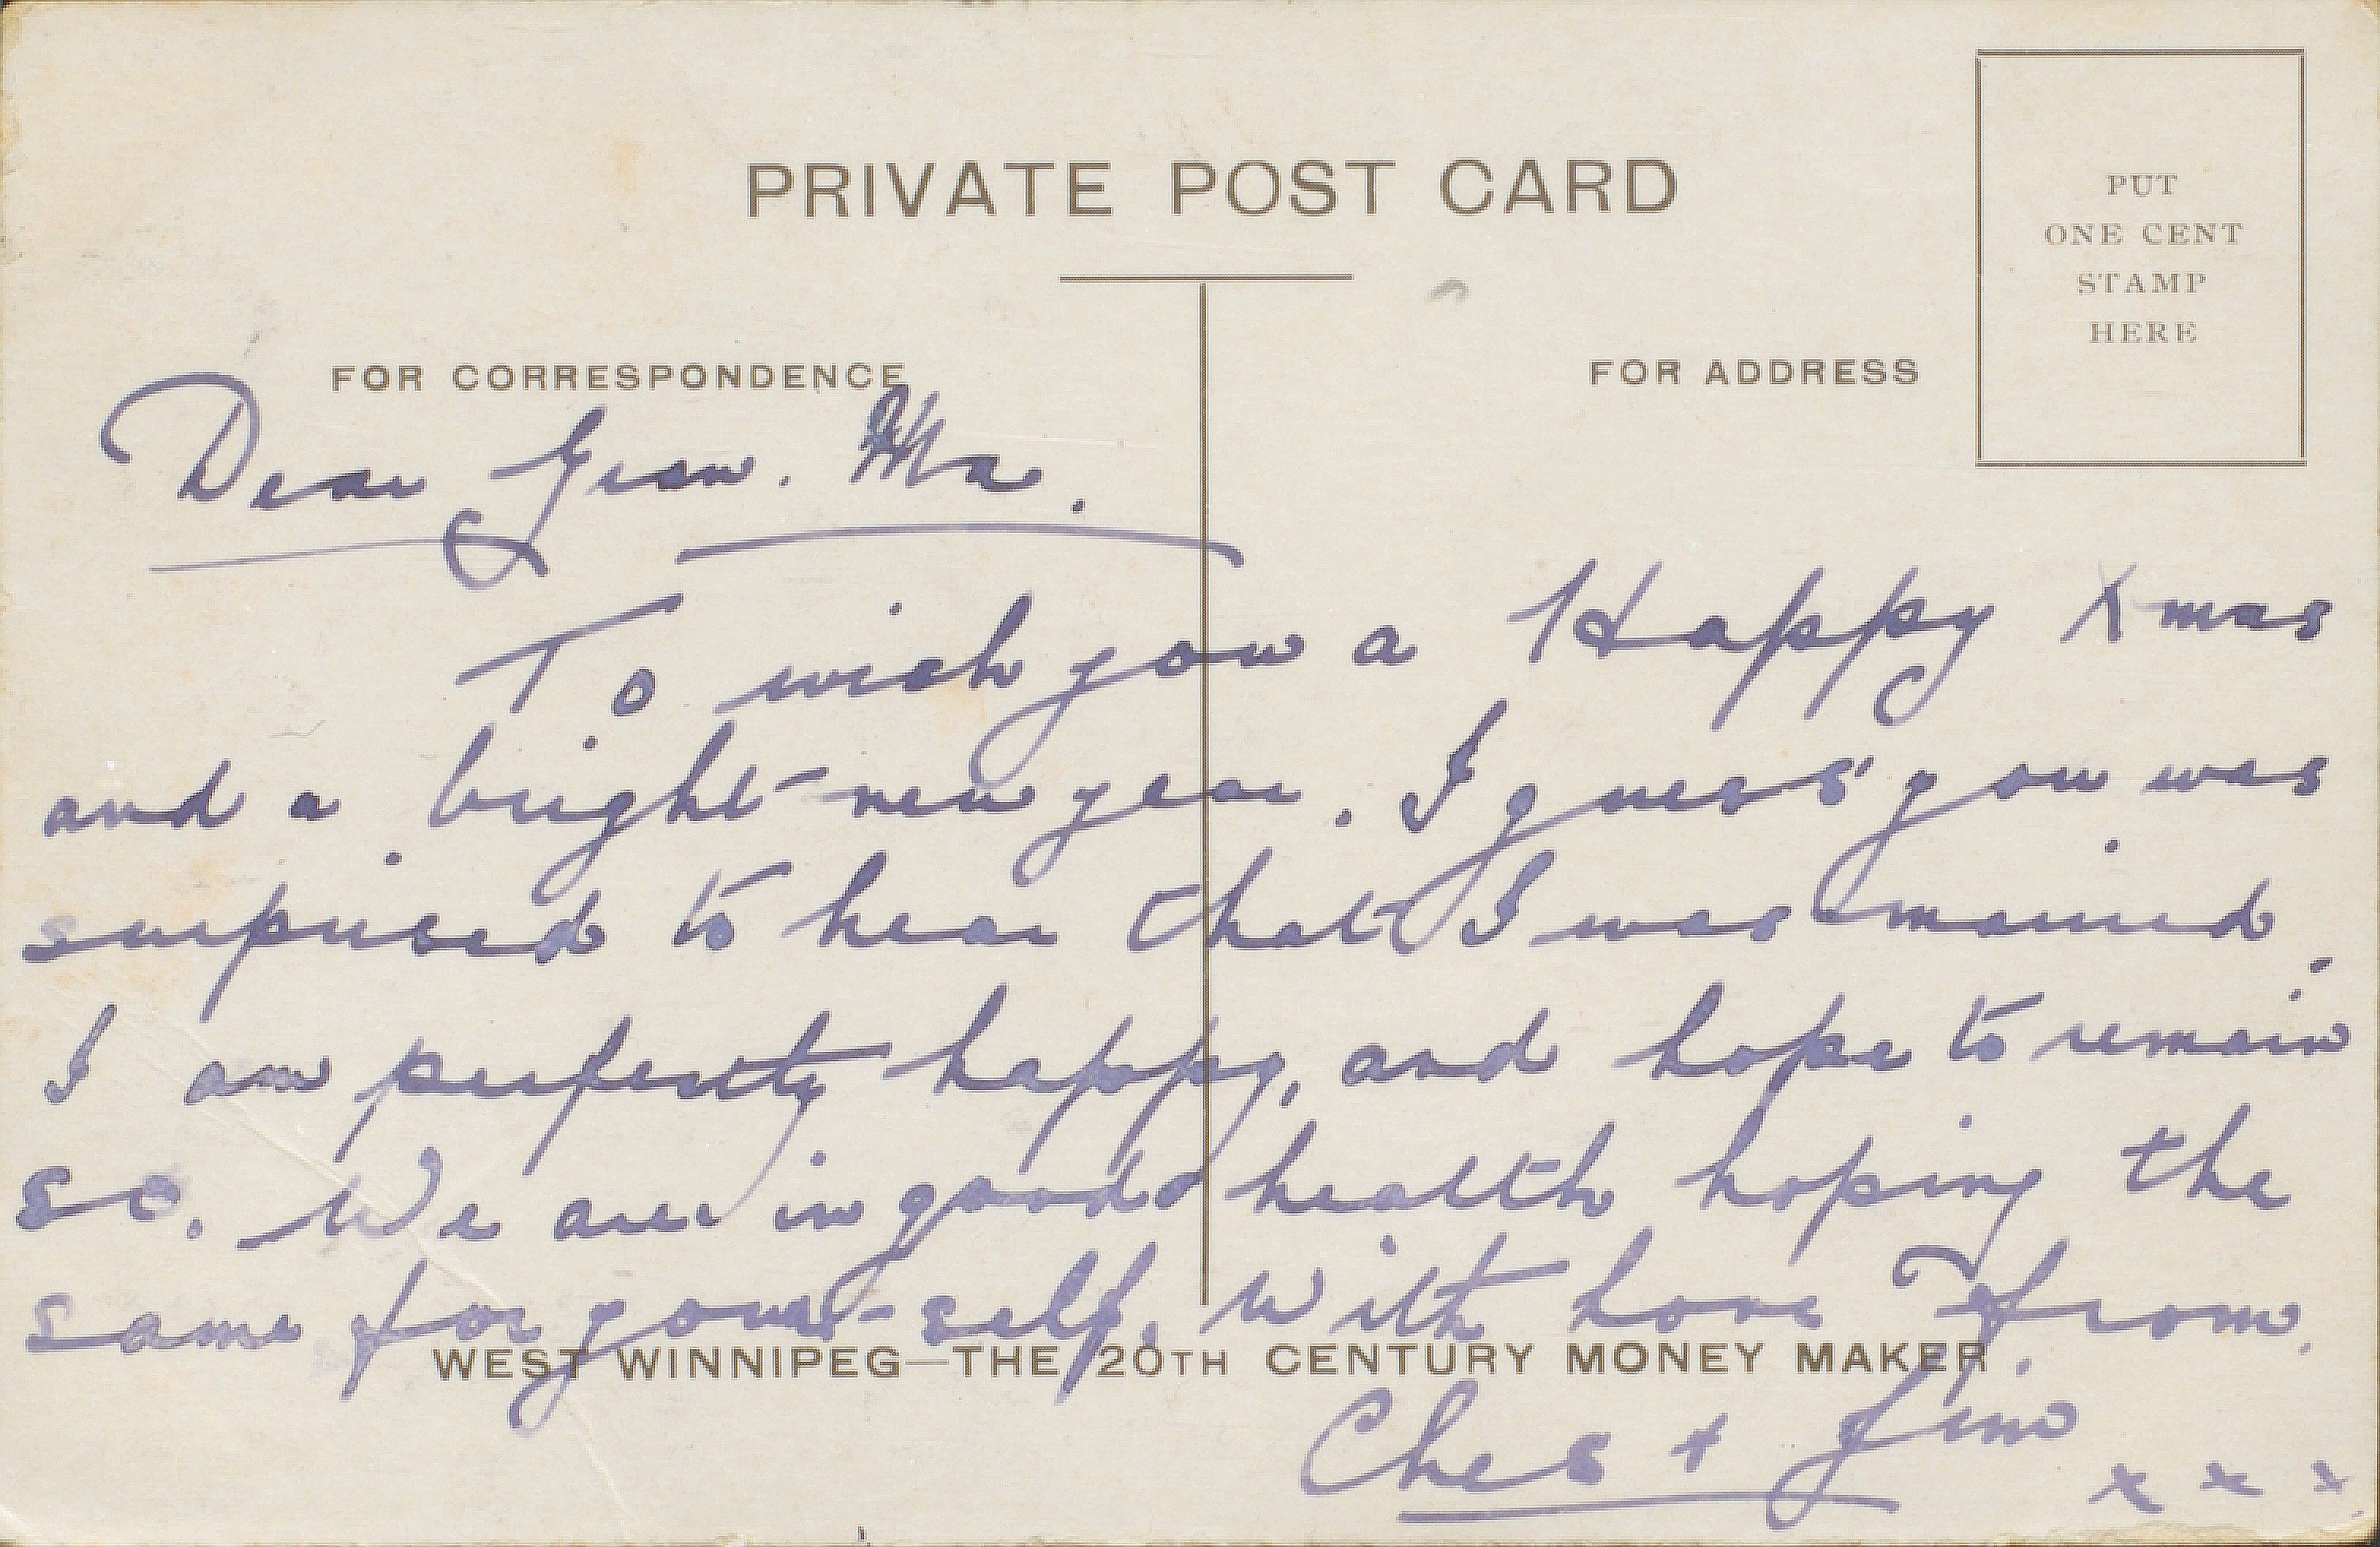 PRIVATE POST CARD
PUT
ONE CENT
STAMP
HERE
FOR CORRESPONDENCE
FOR ADDRESS
Dear Gran. Ma.
To wish you a Happy Xmas
and a bright new year. I guess you was
surprised to hear that I was married.
I am perfectly happy, and hope to remain
so. We are in good health hoping the
same for your-self. With love from.
WEST WINNIPEG—THE 20TH CENTURY MONEY MAKER
Ches + Jim
x x x